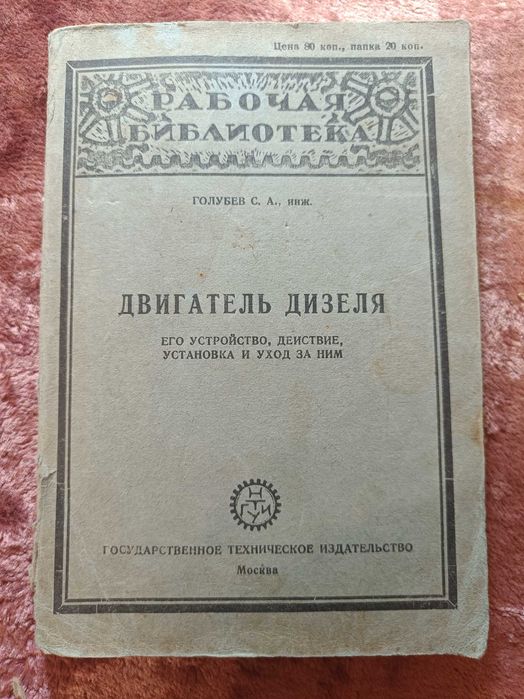 Цена 80 коп., папка 20 коп.
РАБОЧАЯ
БИБЛИОТЕКА
ГОЛУБЕВ С. А., инж.
ДВИГАТЕЛЬ ДИЗЕЛЯ
ЕГО УСТРОЙСТВО, ДЕЙСТВИЕ,
УСТАНОВКА И УХОД ЗА НИМ
НТУИ
ГОСУДАРСТВЕННОЕ ТЕХНИЧЕСКОЕ ИЗДАТЕЛЬСТВО
Москва